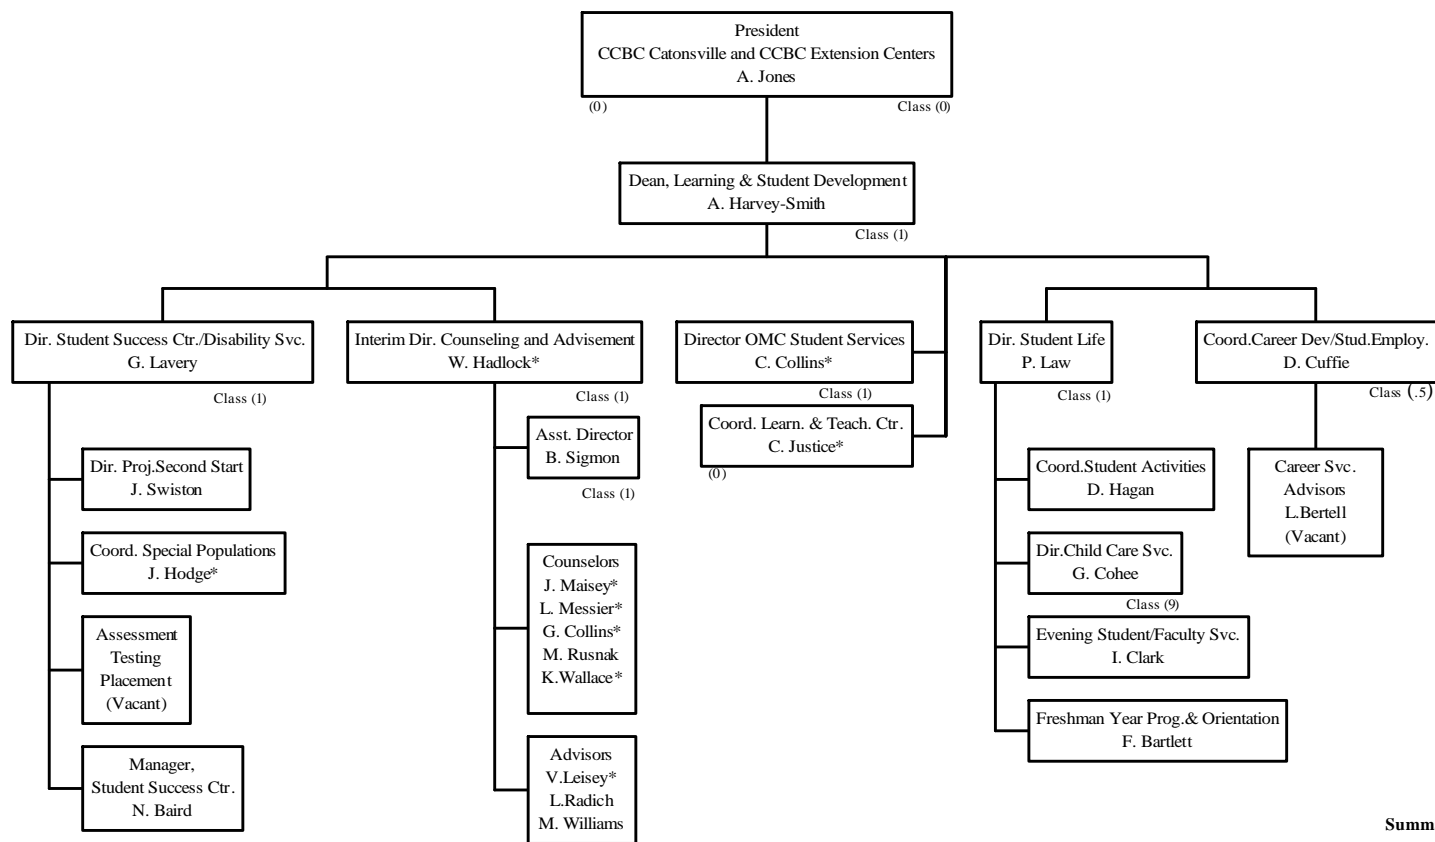 President
CCBC Catonsville and CCBC Extension Centers
A. Jones
(0)
Class (0)
Dean, Learning & Student Development
A. Harvey-Smith
Class (1)
Dir. Student Success Ctr./Disability Svc.
G. Lavery
Class (1)
Interim Dir. Counseling and Advisement
W. Hadlock*
Class (1)
Director OMC Student Services
C. Collins*
Class (1)
Dir. Student Life
P. Law
Class (1)
Coord.Career Dev/Stud.Employ.
D. Cuffie
Class (.5)
Coord. Learn. & Teach. Ctr.
C. Justice*
(0)
Dir. Proj.Second Start
J. Swiston
Coord. Special Populations
J. Hodge*
Assessment
Testing
Placement
(Vacant)
Manager,
Student Success Ctr.
N. Baird
Asst. Director
B. Sigmon
Class (1)
Counselors
J. Maisey*
L. Messier*
G. Collins*
M. Rusnak
K.Wallace*
Advisors
V.Leisey*
L.Radich
M. Williams
Coord.Student Activities
D. Hagan
Dir.Child Care Svc.
G. Cohee
Class (9)
Evening Student/Faculty Svc.
I. Clark
Freshman Year Prog.& Orientation
F. Bartlett
Career Svc.
Advisors
L.Bertell
(Vacant)
Summ